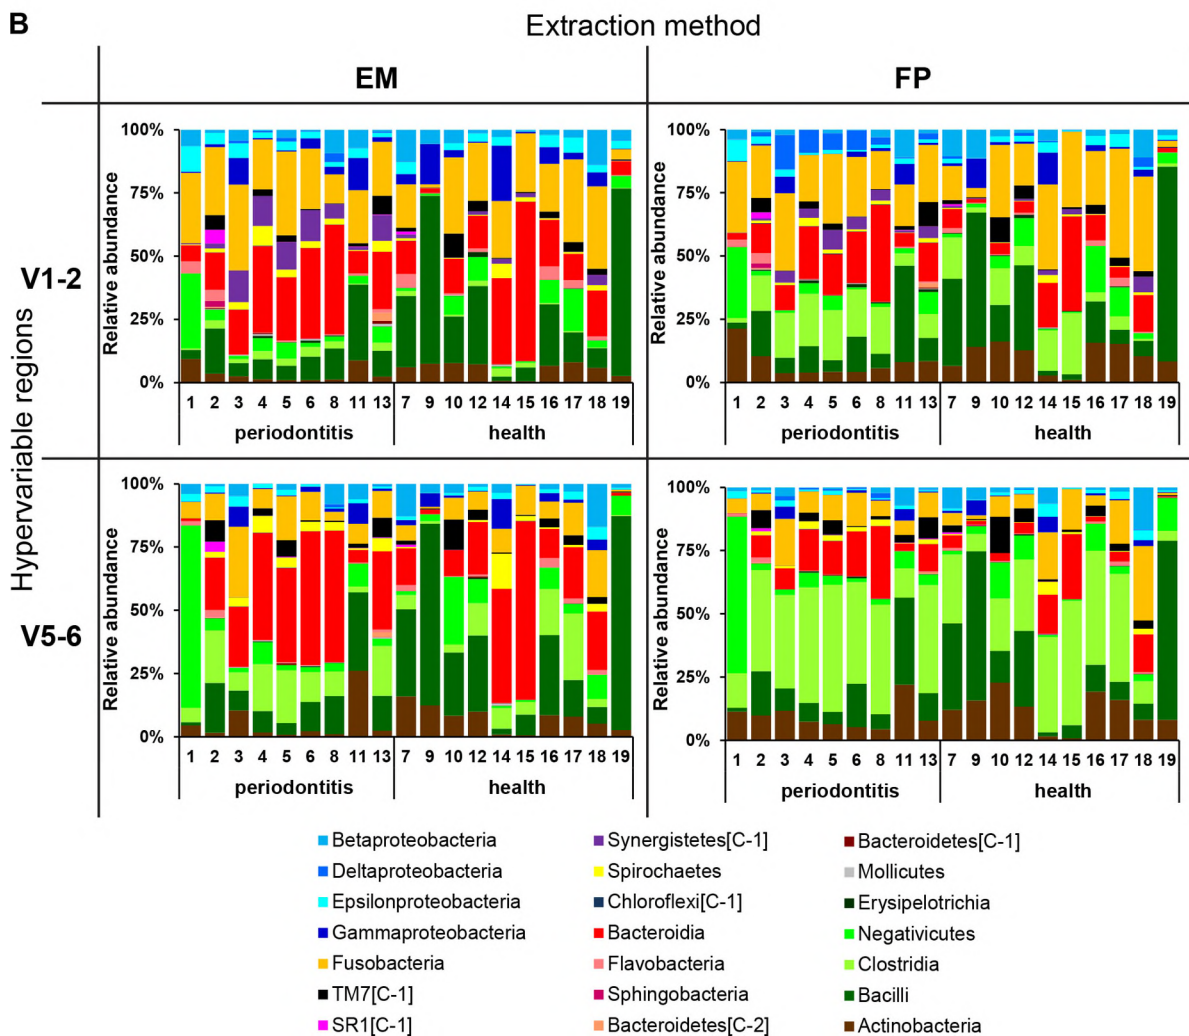 B
Extraction method
EM
FP
Hypervariable regions
V1-2
Relative abundance
100%
75%
50%
25%
0%
1 2 3 4 5 6 8 11 13 7 9 10 12 14 15 16 17 18 19
periodontitis health
Relative abundance
100%
75%
50%
25%
0%
1 2 3 4 5 6 8 11 13 7 9 10 12 14 15 16 17 18 19
periodontitis health
V5-6
Relative abundance
100%
75%
50%
25%
0%
1 2 3 4 5 6 8 11 13 7 9 10 12 14 15 16 17 18 19
periodontitis health
Relative abundance
100%
75%
50%
25%
0%
1 2 3 4 5 6 8 11 13 7 9 10 12 14 15 16 17 18 19
periodontitis health
Betaproteobacteria
Deltaproteobacteria
Epsilonproteobacteria
Gammaproteobacteria
Fusobacteria
TM7[C-1]
SR1[C-1]
Synergistetes[C-1]
Spirochaetes
Chloroflexi[C-1]
Bacteroidia
Flavobacteria
Sphingobacteria
Bacteroidetes[C-2]
Bacteroidetes[C-1]
Mollicutes
Erysipelotrichia
Negativicutes
Clostridia
Bacilli
Actinobacteria